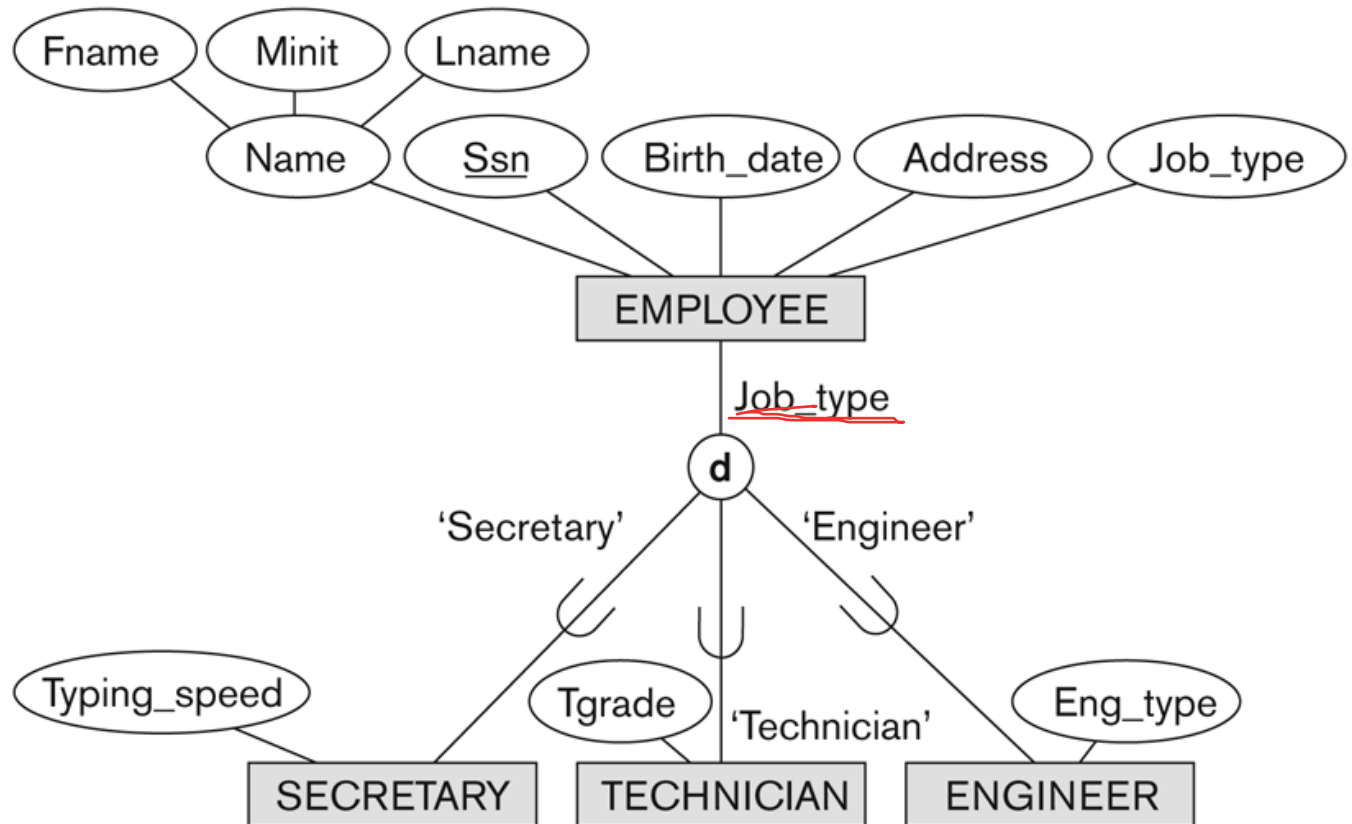 Fname Minit Lname
Name Ssn Birth_date Address Job_type
EMPLOYEE
Job_type
d
‘Secretary’ ‘Engineer’
Typing_speed Tgrade ‘Technician’ Eng_type
SECRETARY TECHNICIAN ENGINEER